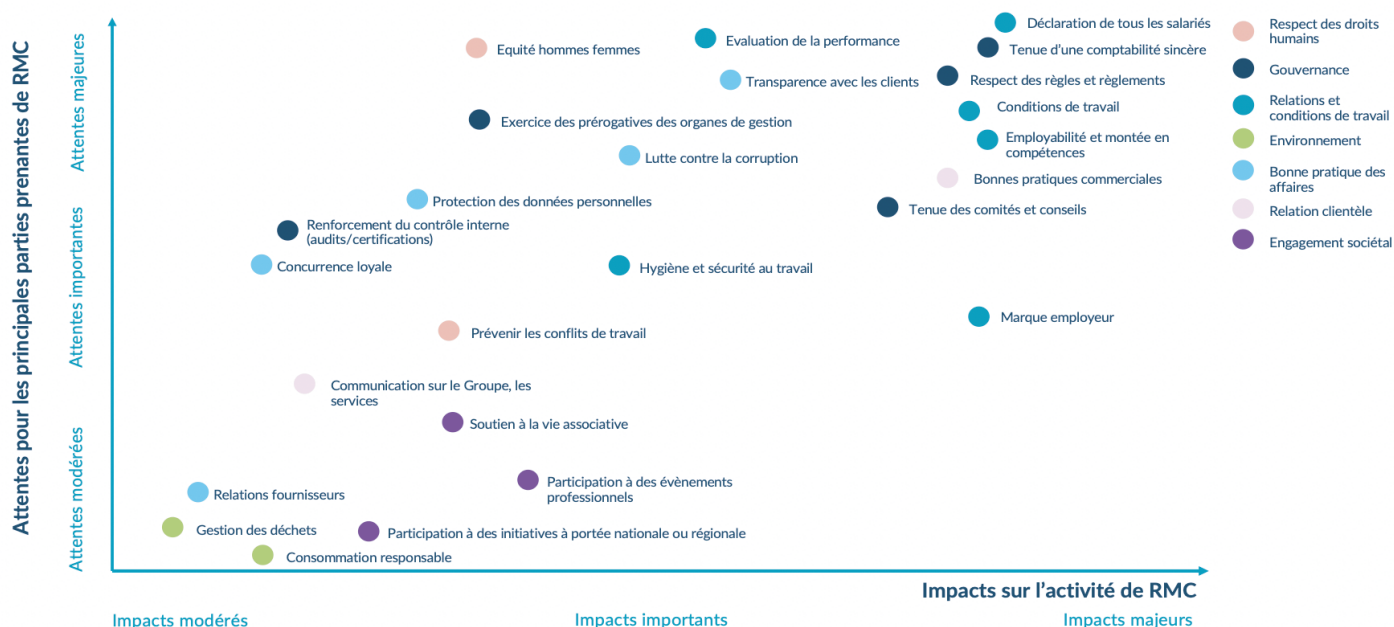 Attentes pour les principales parties prenantes de RMC
Attentes majeures
Attentes importantes
Attentes modérées
Déclaration de tous les salariés
Equité hommes femmes
Evaluation de la performance
Tenue d'une comptabilité sincère
Transparence avec les clients
Respect des règles et règlements
Conditions de travail
Exercice des prérogatives des organes de gestion
Employabilité et montée en
compétences
Lutte contre la corruption
Bonnes pratiques commerciales
Protection des données personnelles
Tenue des comités et conseils
Renforcement du contrôle interne
(audits/certifications)
Concurrence loyale
Hygiène et sécurité au travail
Marque employeur
Prévenir les conflits de travail
Communication sur le Groupe, les
services
Soutien à la vie associative
Participation à des évènements
professionnels
Relations fournisseurs
Gestion des déchets
Participation à des initiatives à portée nationale ou régionale
Consommation responsable
Impacts sur l'activité de RMC
Impacts modérés
Impacts importants
Impacts majeurs
Respect des droits
humains
Gouvernance
Relations et
conditions de travail
Environnement
Bonne pratique des
affaires
Relation clientèle
Engagement sociétal